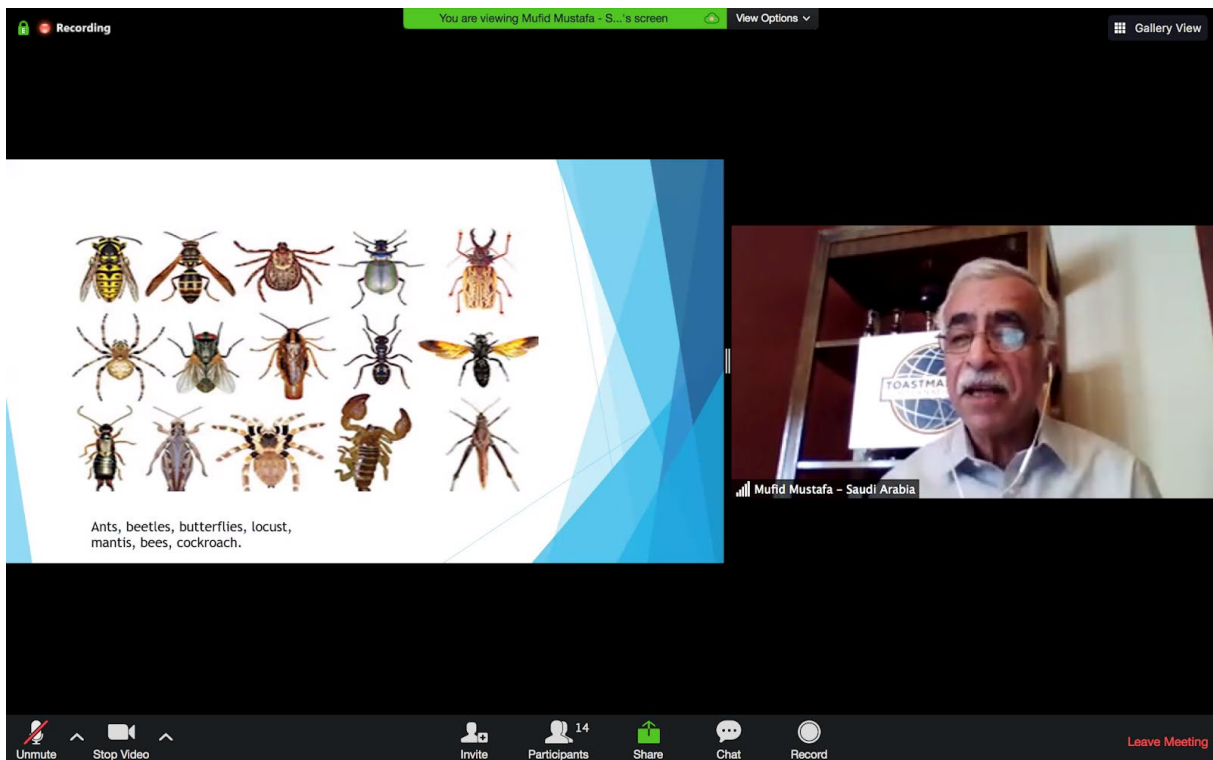 Recording
You are viewing Mufid Mustafa - S...'s screen
View Options
Gallery View
TOASTMA
Mufid Mustafa – Saudi Arabia
Ants, beetles, butterflies, locust,
mantis, bees, cockroach.
Unmute
Stop Video
Invite
Participants
14
Share
Chat
Record
Leave Meeting